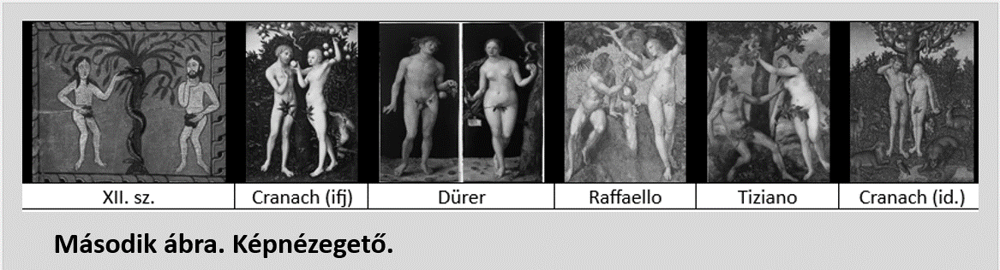 XII. sz. Cranach (ifj) Dürer Raffaello Tiziano Cranach (id.)
Második ábra. Képnézegető.